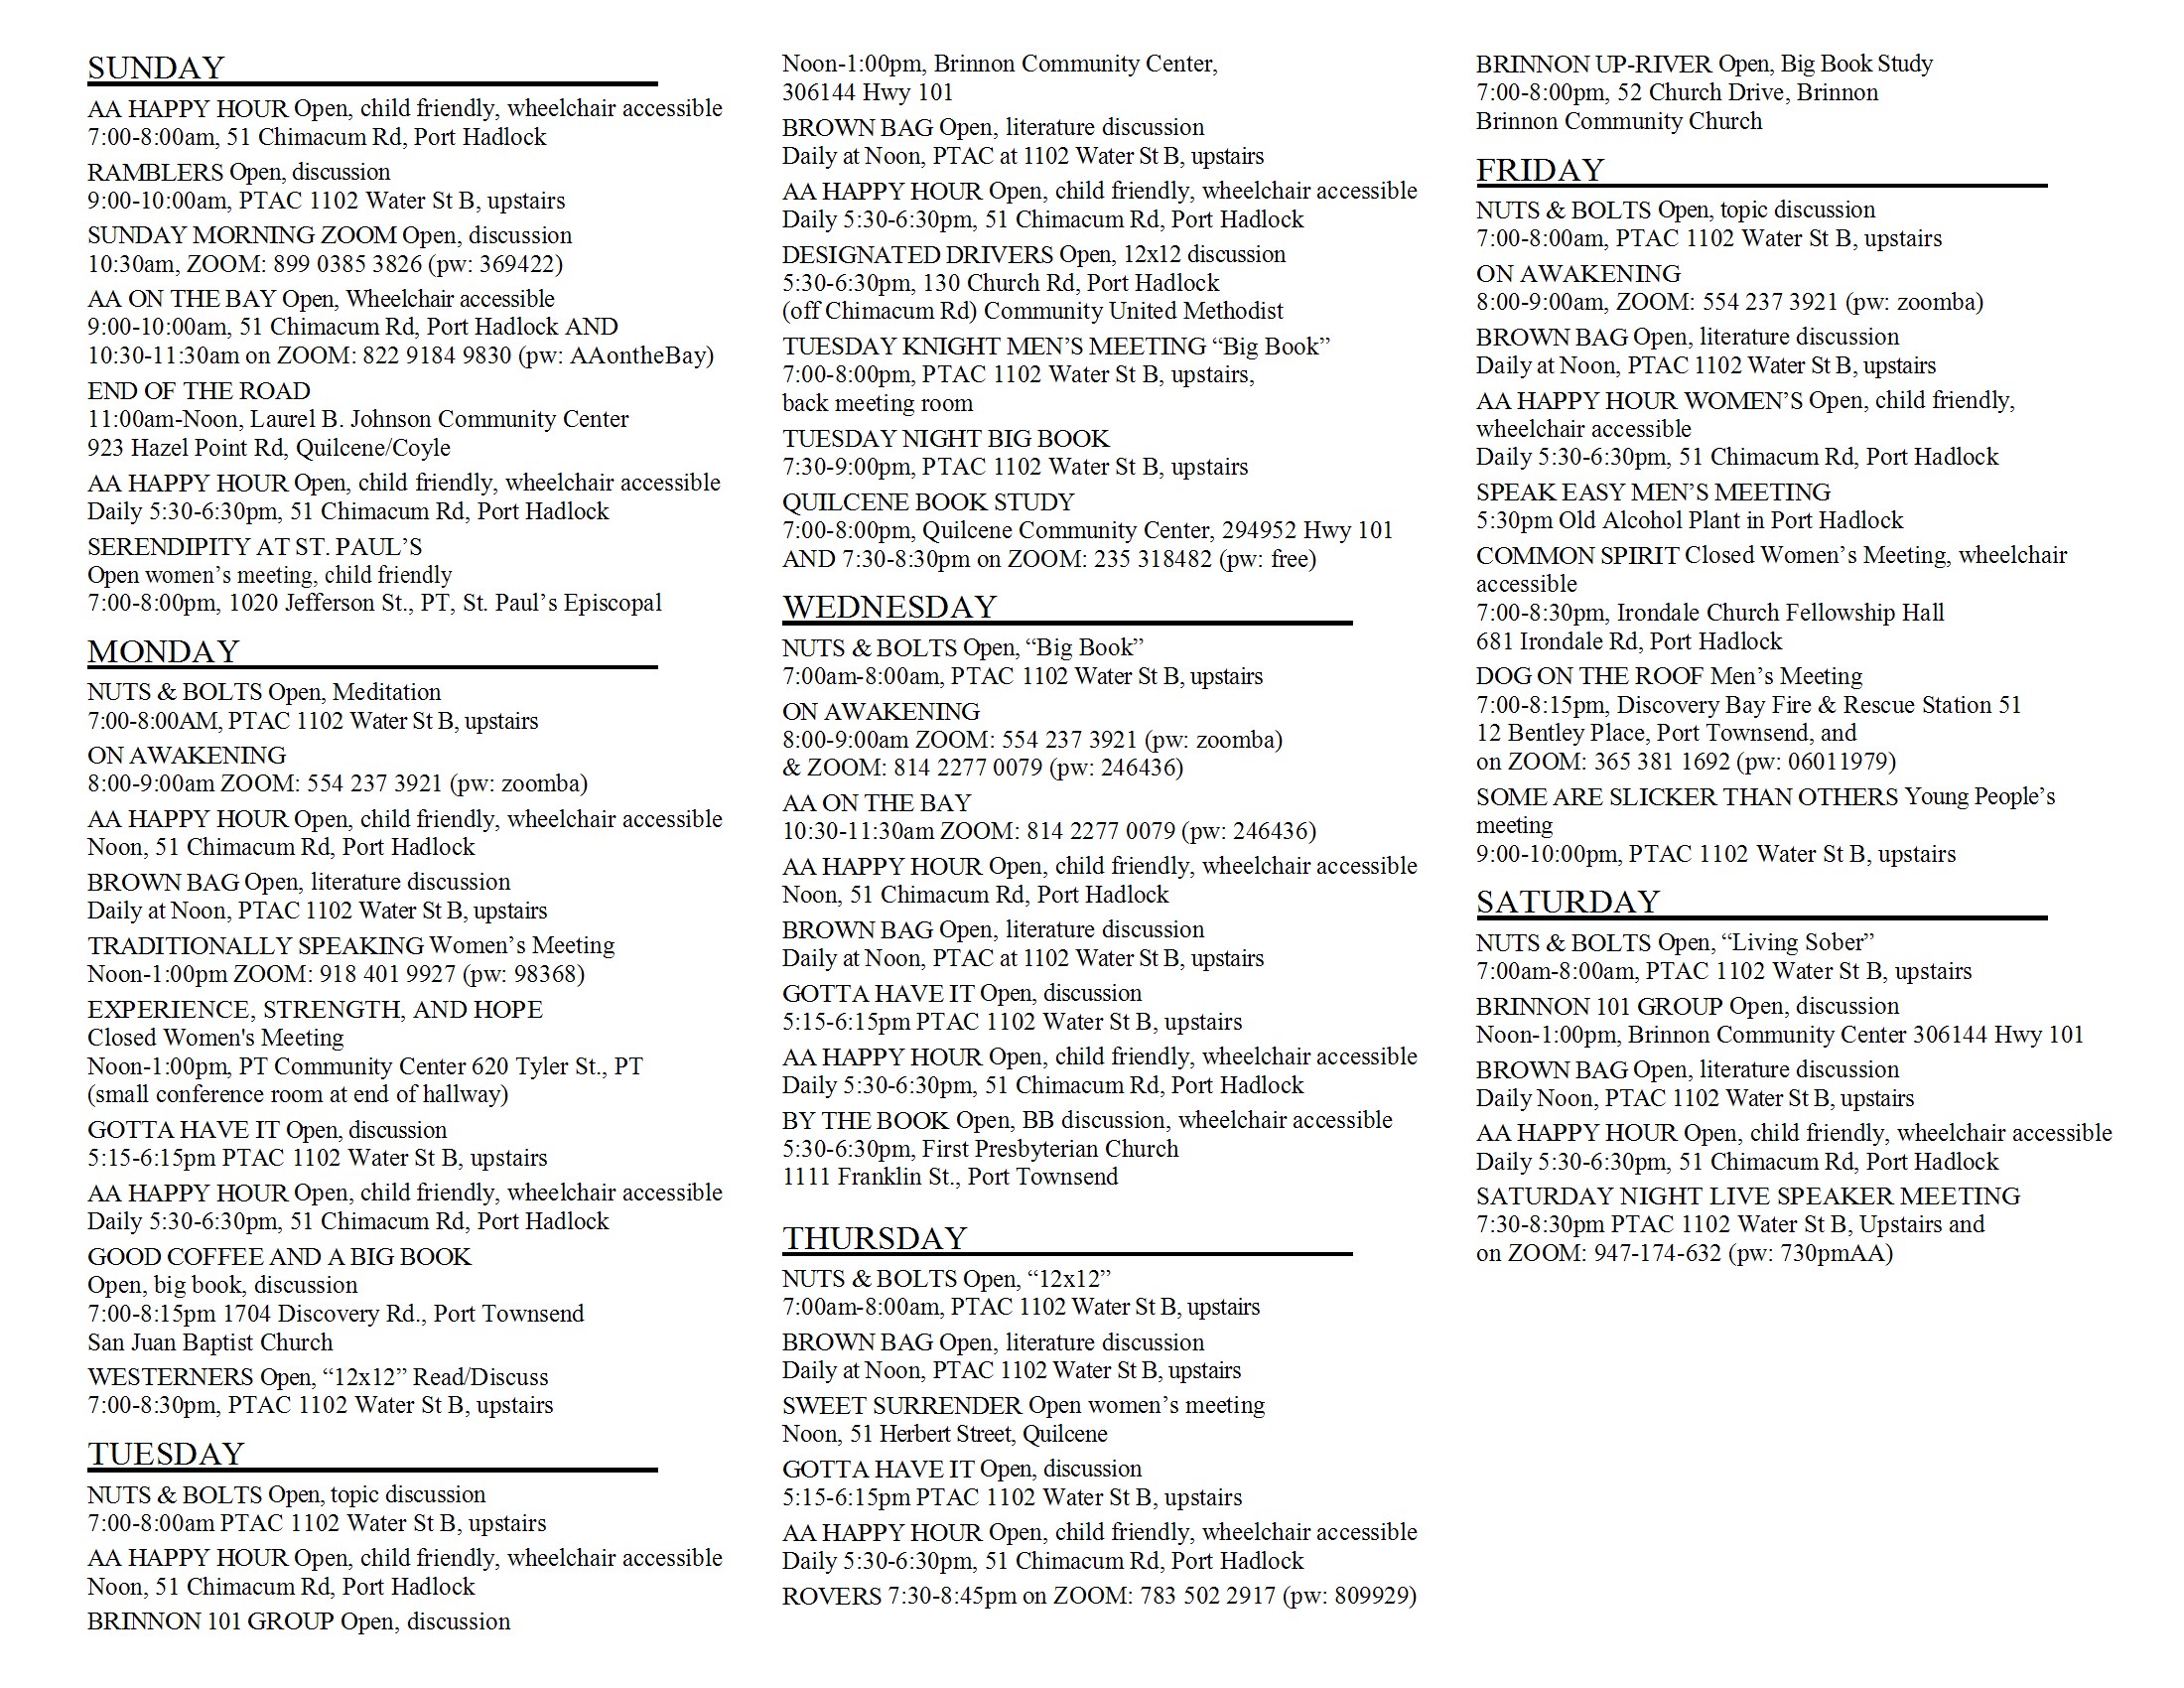 SUNDAY
AA HAPPY HOUR Open, child friendly, wheelchair accessible
7:00-8:00am, 51 Chimacum Rd, Port Hadlock
RAMBLERS Open, discussion
9:00-10:00am, PTAC 1102 Water St B, upstairs
SUNDAY MORNING ZOOM Open, discussion
10:30am, ZOOM: 899 0385 3826 (pw: 369422)
AA ON THE BAY Open, Wheelchair accessible
9:00-10:00am, 51 Chimacum Rd, Port Hadlock AND
10:30-11:30am on ZOOM: 822 9184 9830 (pw: AAontheBay)
END OF THE ROAD
11:00am-Noon, Laurel B. Johnson Community Center
923 Hazel Point Rd, Quilcene/Coyle
AA HAPPY HOUR Open, child friendly, wheelchair accessible
Daily 5:30-6:30pm, 51 Chimacum Rd, Port Hadlock
SERENDIPITY AT ST. PAUL’S
Open women’s meeting, child friendly
7:00-8:00pm, 1020 Jefferson St., PT, St. Paul’s Episcopal
MONDAY
NUTS & BOLTS Open, Meditation
7:00-8:00AM, PTAC 1102 Water St B, upstairs
ON AWAKENING
8:00-9:00am ZOOM: 554 237 3921 (pw: zoomba)
AA HAPPY HOUR Open, child friendly, wheelchair accessible
Noon, 51 Chimacum Rd, Port Hadlock
BROWN BAG Open, literature discussion
Daily at Noon, PTAC 1102 Water St B, upstairs
TRADITIONALLY SPEAKING Women’s Meeting
Noon-1:00pm ZOOM: 918 401 9927 (pw: 98368)
EXPERIENCE, STRENGTH, AND HOPE
Closed Women's Meeting
Noon-1:00pm, PT Community Center 620 Tyler St., PT
(small conference room at end of hallway)
GOTTA HAVE IT Open, discussion
5:15-6:15pm PTAC 1102 Water St B, upstairs
AA HAPPY HOUR Open, child friendly, wheelchair accessible
Daily 5:30-6:30pm, 51 Chimacum Rd, Port Hadlock
GOOD COFFEE AND A BIG BOOK
Open, big book, discussion
7:00-8:15pm 1704 Discovery Rd., Port Townsend
San Juan Baptist Church
WESTERNERS Open, “12x12” Read/Discuss
7:00-8:30pm, PTAC 1102 Water St B, upstairs
TUESDAY
NUTS & BOLTS Open, topic discussion
7:00-8:00am PTAC 1102 Water St B, upstairs
AA HAPPY HOUR Open, child friendly, wheelchair accessible
Noon, 51 Chimacum Rd, Port Hadlock
BRINNON 101 GROUP Open, discussion
Noon-1:00pm, Brinnon Community Center,
306144 Hwy 101
BROWN BAG Open, literature discussion
Daily at Noon, PTAC at 1102 Water St B, upstairs
AA HAPPY HOUR Open, child friendly, wheelchair accessible
Daily 5:30-6:30pm, 51 Chimacum Rd, Port Hadlock
DESIGNATED DRIVERS Open, 12x12 discussion
5:30-6:30pm, 130 Church Rd, Port Hadlock
(off Chimacum Rd) Community United Methodist
TUESDAY KNIGHT MEN’S MEETING “Big Book”
7:00-8:00pm, PTAC 1102 Water St B, upstairs,
back meeting room
TUESDAY NIGHT BIG BOOK
7:30-9:00pm, PTAC 1102 Water St B, upstairs
QUILCENE BOOK STUDY
7:00-8:00pm, Quilcene Community Center, 294952 Hwy 101
AND 7:30-8:30pm on ZOOM: 235 318482 (pw: free)
WEDNESDAY
NUTS & BOLTS Open, “Big Book”
7:00am-8:00am, PTAC 1102 Water St B, upstairs
ON AWAKENING
8:00-9:00am ZOOM: 554 237 3921 (pw: zoomba)
& ZOOM: 814 2277 0079 (pw: 246436)
AA ON THE BAY
10:30-11:30am ZOOM: 814 2277 0079 (pw: 246436)
AA HAPPY HOUR Open, child friendly, wheelchair accessible
Noon, 51 Chimacum Rd, Port Hadlock
BROWN BAG Open, literature discussion
Daily at Noon, PTAC at 1102 Water St B, upstairs
GOTTA HAVE IT Open, discussion
5:15-6:15pm PTAC 1102 Water St B, upstairs
AA HAPPY HOUR Open, child friendly, wheelchair accessible
Daily 5:30-6:30pm, 51 Chimacum Rd, Port Hadlock
BY THE BOOK Open, BB discussion, wheelchair accessible
5:30-6:30pm, First Presbyterian Church
1111 Franklin St., Port Townsend
THURSDAY
NUTS & BOLTS Open, “12x12”
7:00am-8:00am, PTAC 1102 Water St B, upstairs
BROWN BAG Open, literature discussion
Daily at Noon, PTAC 1102 Water St B, upstairs
SWEET SURRENDER Open women’s meeting
Noon, 51 Herbert Street, Quilcene
GOTTA HAVE IT Open, discussion
5:15-6:15pm PTAC 1102 Water St B, upstairs
AA HAPPY HOUR Open, child friendly, wheelchair accessible
Daily 5:30-6:30pm, 51 Chimacum Rd, Port Hadlock
ROVERS 7:30-8:45pm on ZOOM: 783 502 2917 (pw: 809929)
BRINNON UP-RIVER Open, Big Book Study
7:00-8:00pm, 52 Church Drive, Brinnon
Brinnon Community Church
FRIDAY
NUTS & BOLTS Open, topic discussion
7:00-8:00am, PTAC 1102 Water St B, upstairs
ON AWAKENING
8:00-9:00am, ZOOM: 554 237 3921 (pw: zoomba)
BROWN BAG Open, literature discussion
Daily at Noon, PTAC 1102 Water St B, upstairs
AA HAPPY HOUR WOMEN’S Open, child friendly,
wheelchair accessible
Daily 5:30-6:30pm, 51 Chimacum Rd, Port Hadlock
SPEAK EASY MEN’S MEETING
5:30pm Old Alcohol Plant in Port Hadlock
COMMON SPIRIT Closed Women’s Meeting, wheelchair
accessible
7:00-8:30pm, Irondale Church Fellowship Hall
681 Irondale Rd, Port Hadlock
DOG ON THE ROOF Men’s Meeting
7:00-8:15pm, Discovery Bay Fire & Rescue Station 51
12 Bentley Place, Port Townsend, and
on ZOOM: 365 381 1692 (pw: 06011979)
SOME ARE SLICKER THAN OTHERS Young People’s
meeting
9:00-10:00pm, PTAC 1102 Water St B, upstairs
SATURDAY
NUTS & BOLTS Open, “Living Sober”
7:00am-8:00am, PTAC 1102 Water St B, upstairs
BRINNON 101 GROUP Open, discussion
Noon-1:00pm, Brinnon Community Center 306144 Hwy 101
BROWN BAG Open, literature discussion
Daily Noon, PTAC 1102 Water St B, upstairs
AA HAPPY HOUR Open, child friendly, wheelchair accessible
Daily 5:30-6:30pm, 51 Chimacum Rd, Port Hadlock
SATURDAY NIGHT LIVE SPEAKER MEETING
7:30-8:30pm PTAC 1102 Water St B, Upstairs and
on ZOOM: 947-174-632 (pw: 730pmAA)